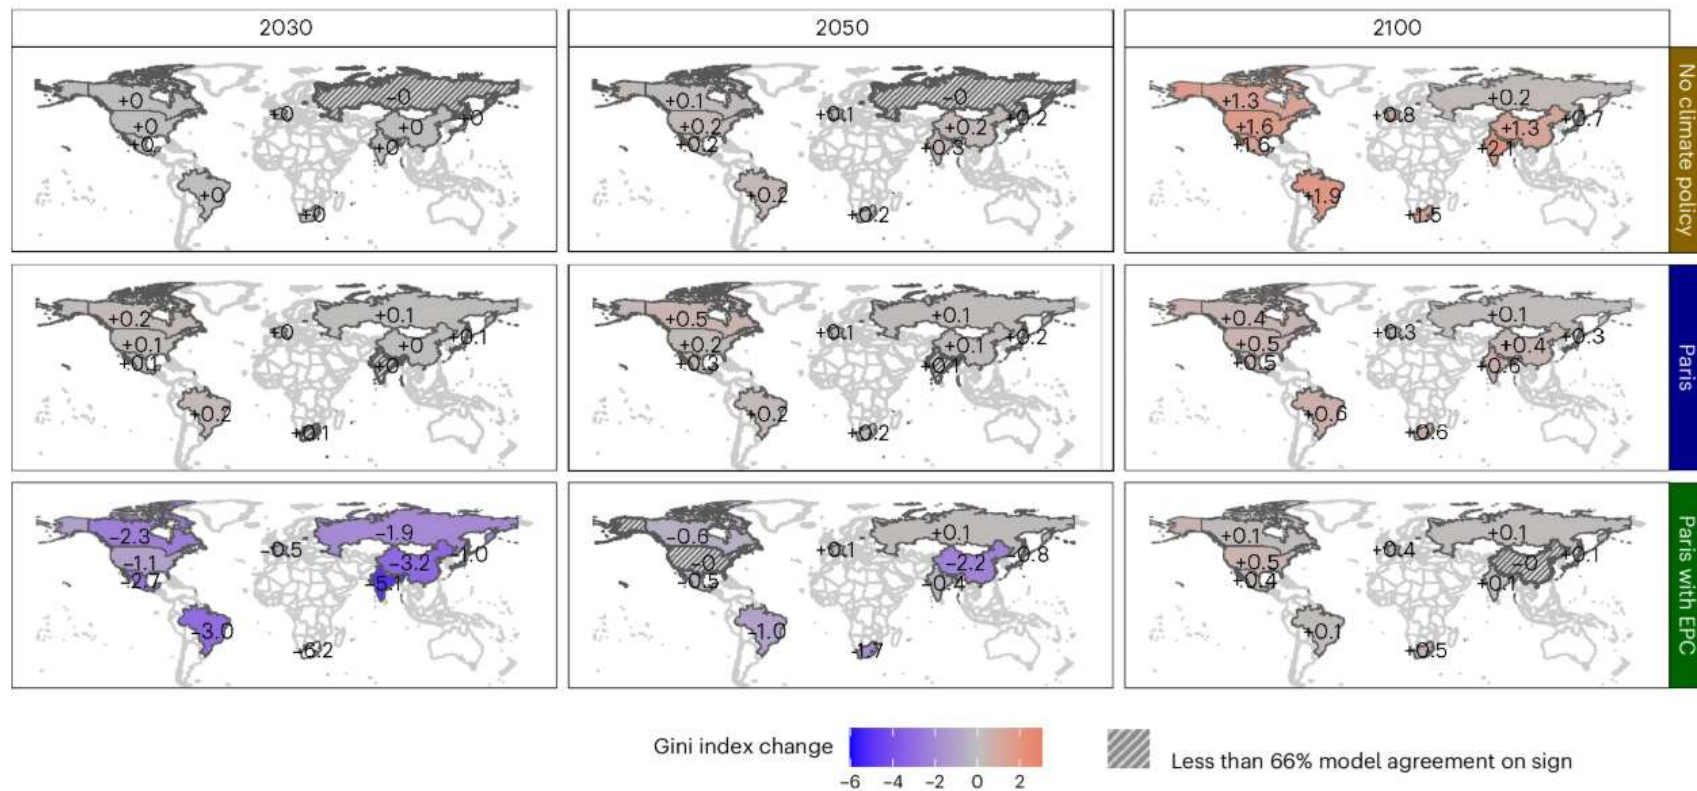 2030 2050 2100
+0 -0
+0 +0 +0 +0
+0 +0
+0 +0
+0.1 -0
+0.2 +0.1 +0.2 +0.2
+0.2 +0.3
+0.2 +0.2
+1.3 +0.2
+1.6 +0.8 +1.3 +0.7
+1.6 +2.1
+1.9 +1.5
No climate policy
+0.2 +0.1
+0.1 +0 +0 +0.1
+0.1 +0
+0.2 +0.1
+0.5 +0.1
+0.2 +0.1 +0.1 +0.2
+0.3 +0.1
+0.2 +0.2
+0.4 +0.1
+0.5 +0.3 +0.4 +0.3
+0.5 +0.6
+0.6 +0.6
Paris
-2.3 -1.9
-1.1 -0.5 -3.2 -1.0
-2.7 -5.1
-3.0 -6.2
-0.6 +0.1
-0 +0.1 -2.2 -0.8
-0.5 -0.4
-1.0 -1.7
+0.1 +0.1
+0.5 +0.4 -0 +0.1
+0.4 +0.1
+0.1 +0.5
Paris with EPC
Gini index change
-6 -4 -2 0 2
Less than 66% model agreement on sign